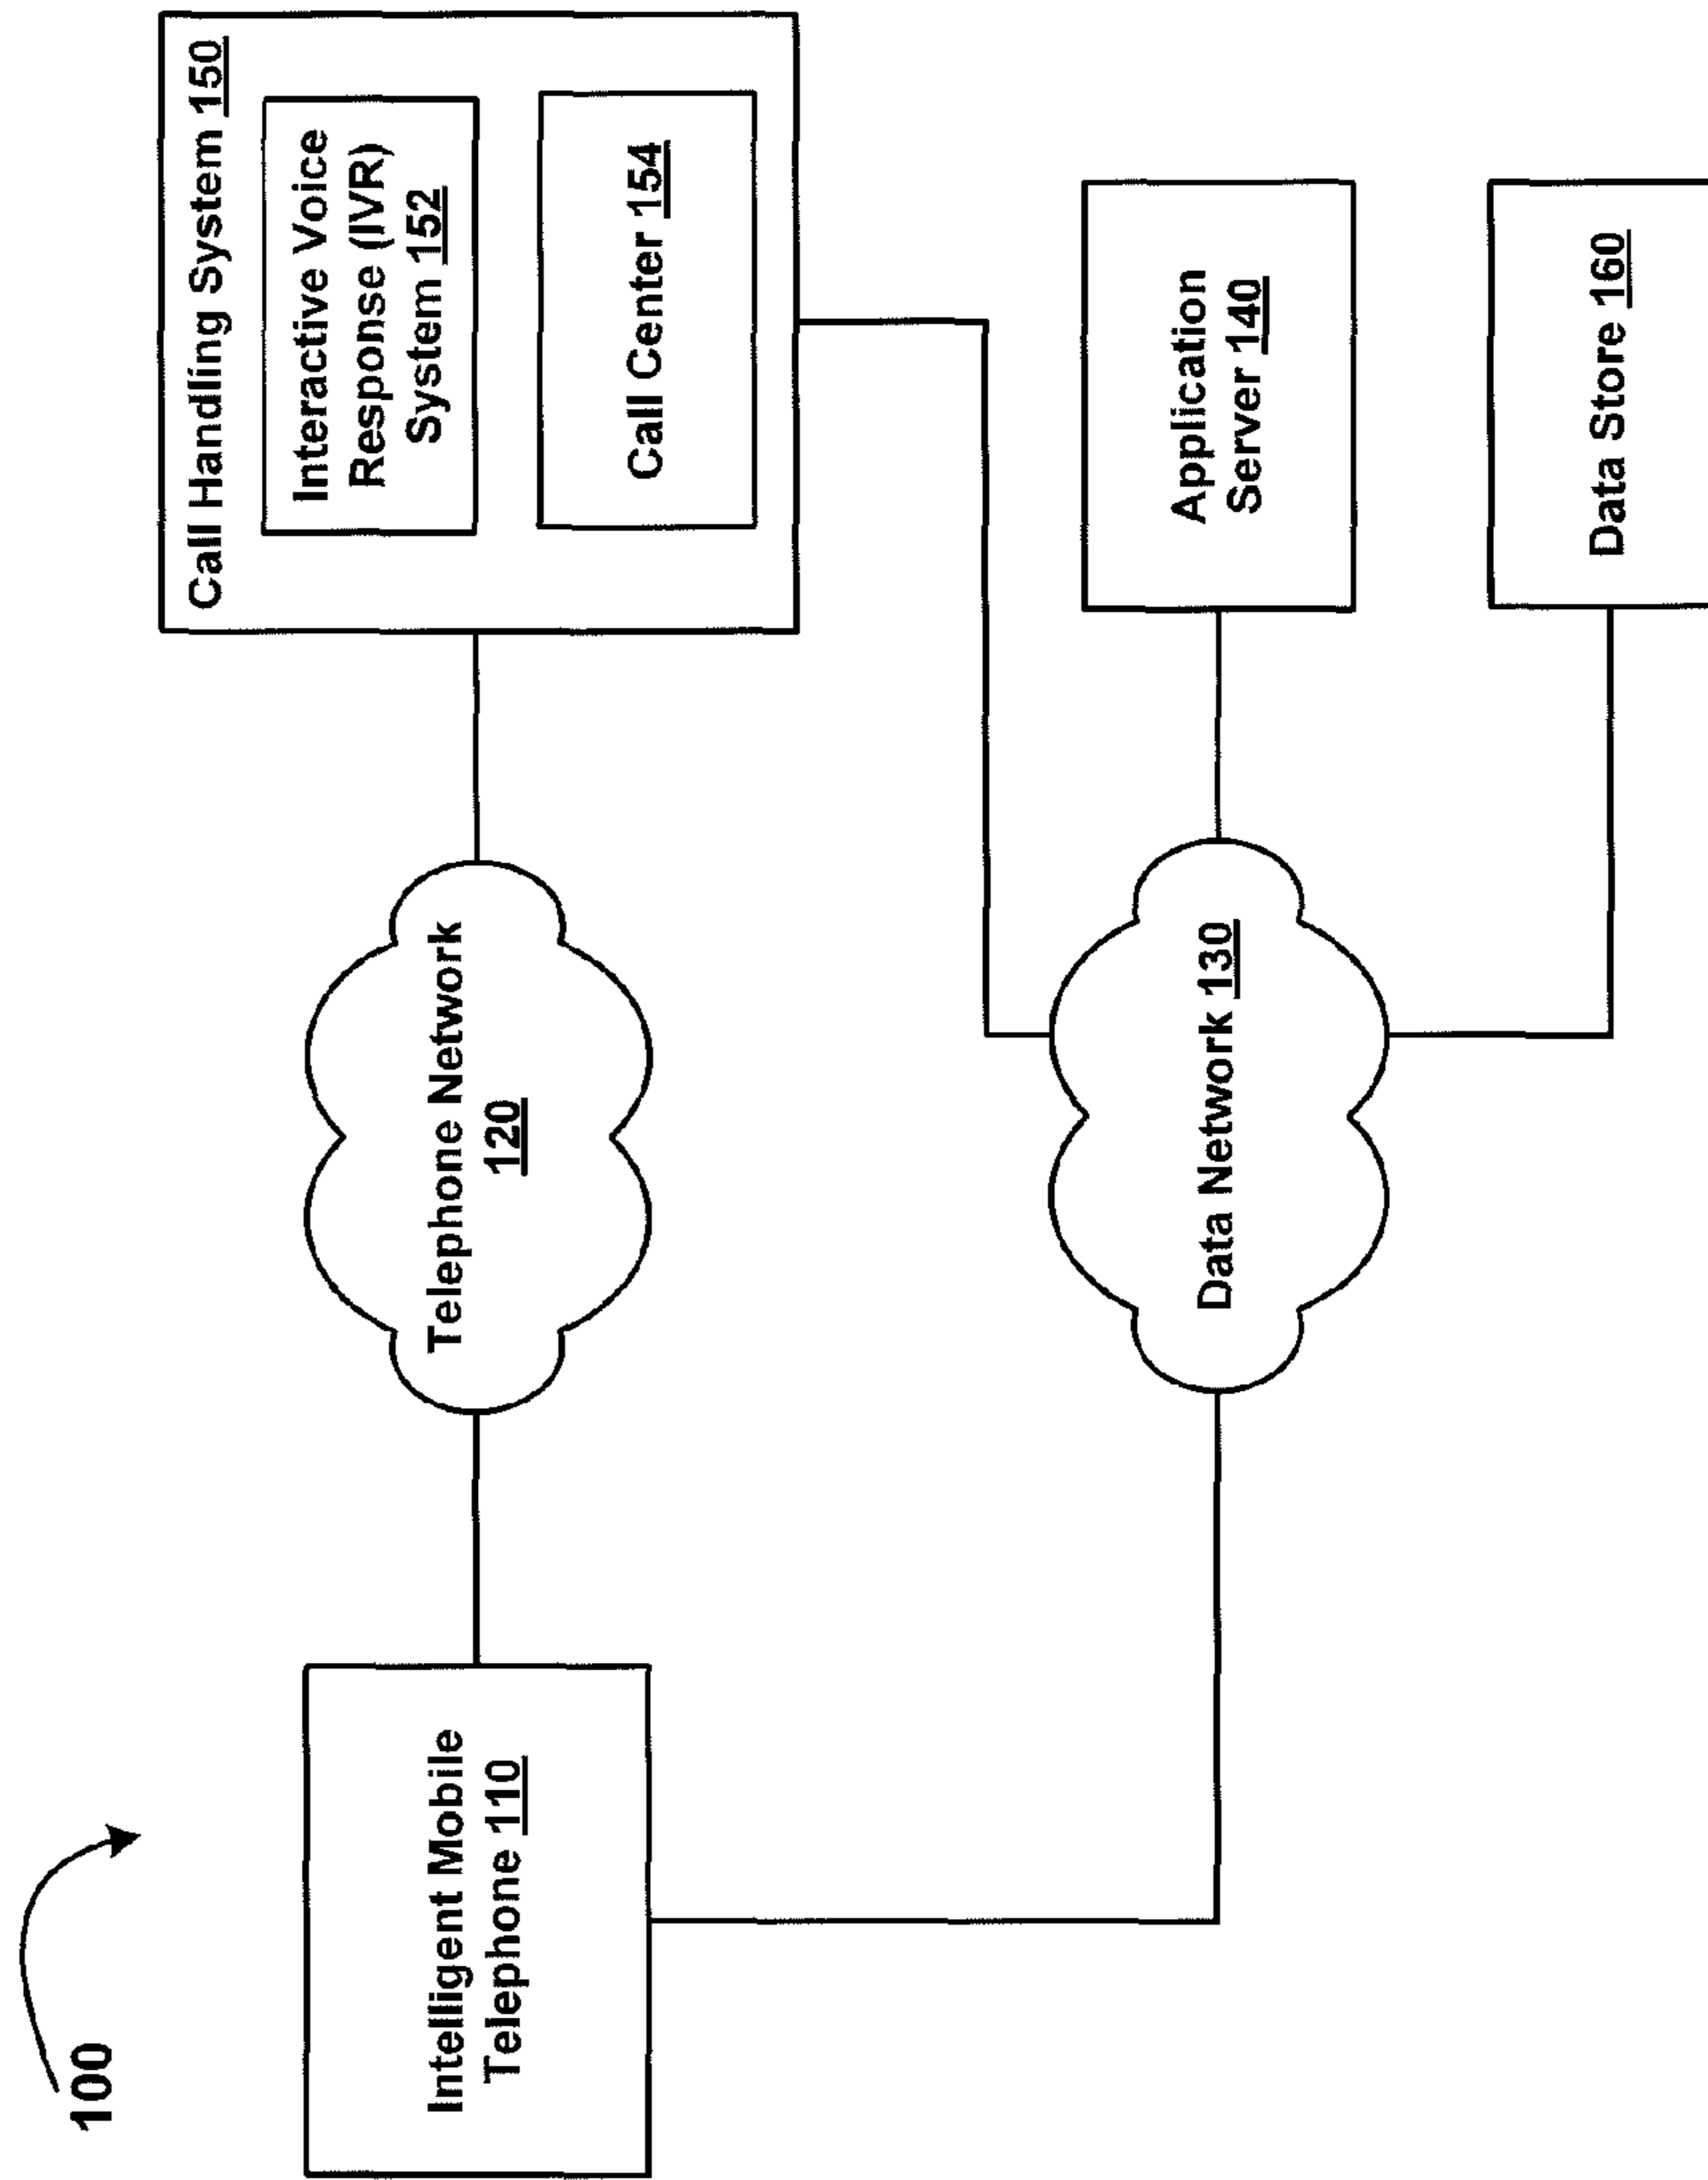 100
Intelligent Mobile
Telephone 110
Telephone Network
120
Call Handling System 150
Interactive Voice
Response (IVR)
System 152
Call Center 154
Data Network 130
Application
Server 140
Data Store 160